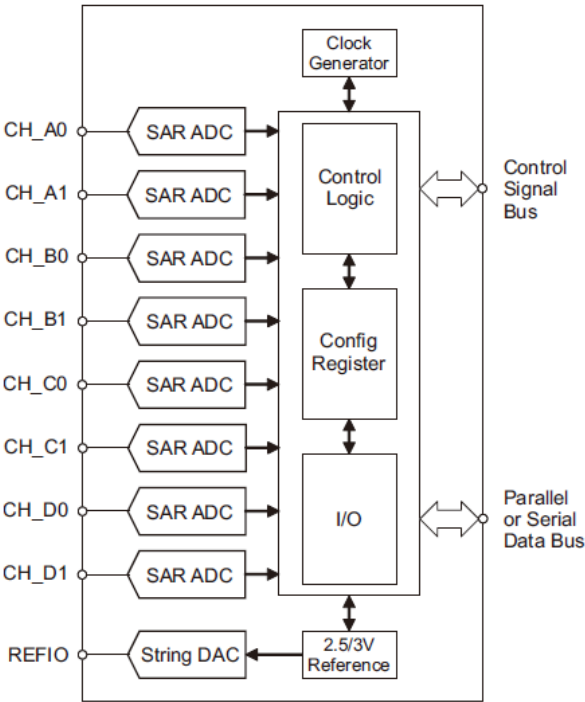 Clock
Generator
CH_A0
SAR ADC
CH_A1
SAR ADC
CH_B0
SAR ADC
CH_B1
SAR ADC
CH_C0
SAR ADC
CH_C1
SAR ADC
CH_D0
SAR ADC
CH_D1
SAR ADC
REFIO
String DAC
Control
Logic
Config
Register
I/O
2.5/3V
Reference
Control
Signal
Bus
Parallel
or Serial
Data Bus